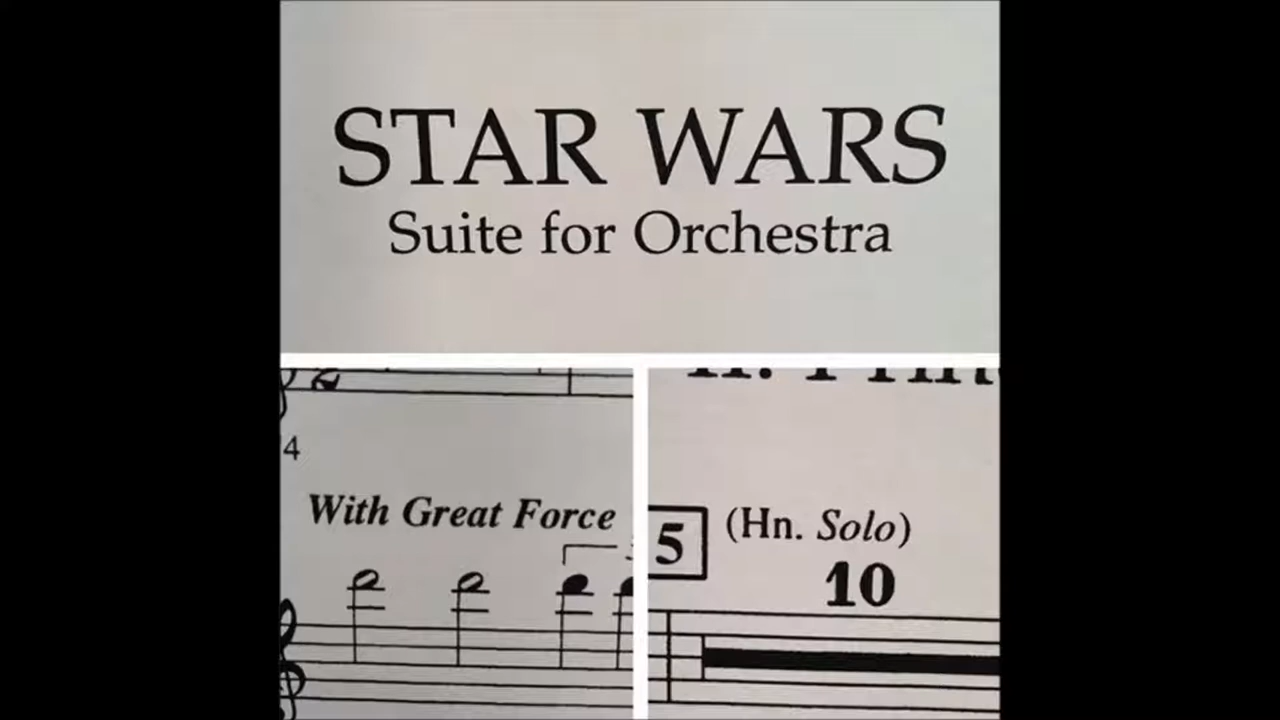 STAR WARS
Suite for Orchestra
4
With Great Force
5
(Hn. Solo)
10